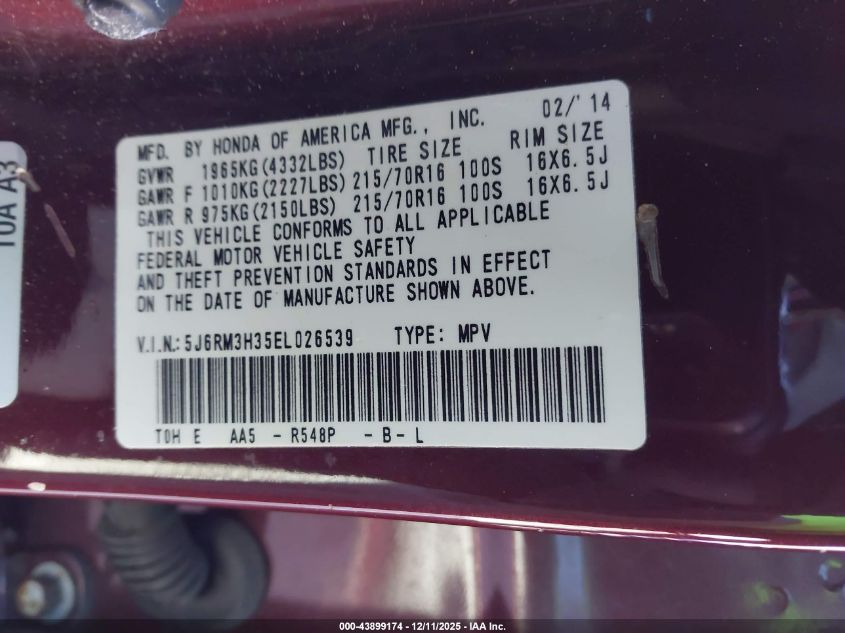 MFD. BY HONDA OF AMERICA MFG., INC. 02/'14
GVWR 1965KG(4332LBS) TIRE SIZE RIM SIZE
GAWR F 1010KG(2227LBS) 215/70R16 100S 16X6.5J
GAWR R 975KG(2150LBS) 215/70R16 100S 16X6.5J
THIS VEHICLE CONFORMS TO ALL APPLICABLE
FEDERAL MOTOR VEHICLE SAFETY
AND THEFT PREVENTION STANDARDS IN EFFECT
ON THE DATE OF MANUFACTURE SHOWN ABOVE.
V.I.N.: 5J6RM3H35EL026539 TYPE: MPV
T0H E AA5 - R548P - B - L
T0A A3
000-43899174 - 12/11/2025 - IAA Inc.